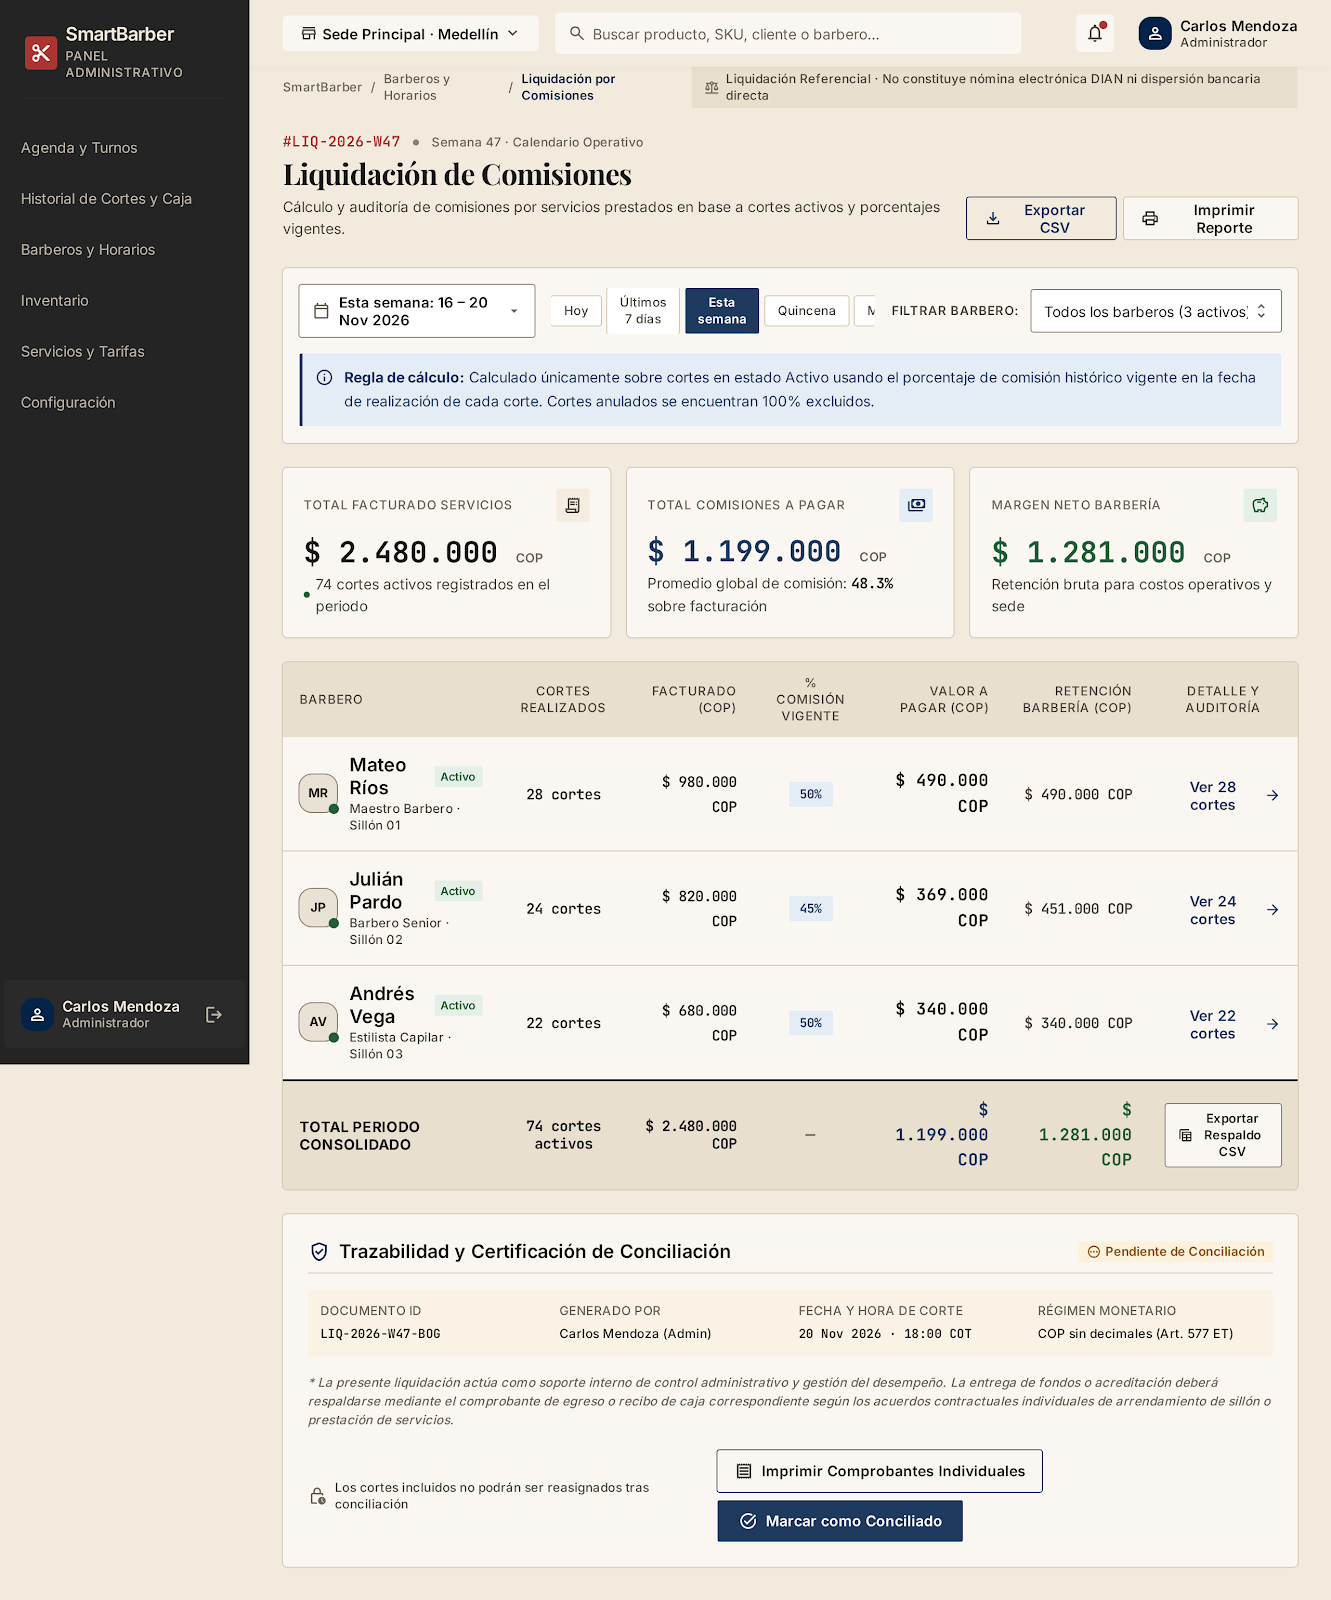 SmartBarber
PANEL
ADMINISTRATIVO
Agenda y Turnos
Historial de Cortes y Caja
Barberos y Horarios
Inventario
Servicios y Tarifas
Configuración
Carlos Mendoza
Administrador
Sede Principal · Medellín
Buscar producto, SKU, cliente o barbero...
Carlos Mendoza
Administrador
SmartBarber / Barberos y Horarios / Liquidación por Comisiones
Liquidación Referencial · No constituye nómina electrónica DIAN ni dispersión bancaria
directa
#LIQ-2026-W47 Semana 47 · Calendario Operativo
Liquidación de Comisiones
Cálculo y auditoría de comisiones por servicios prestados en base a cortes activos y porcentajes
vigentes.
Exportar
CSV
Imprimir
Reporte
Esta semana: 16 – 20
Nov 2026
Hoy
Últimos
7 días
Esta
semana
Quincena
M
FILTRAR BARBERO:
Todos los barberos (3 activos)
Regla de cálculo: Calculado únicamente sobre cortes en estado Activo usando el porcentaje de comisión histórico vigente en la fecha
de realización de cada corte. Cortes anulados se encuentran 100% excluidos.
TOTAL FACTURADO SERVICIOS
$ 2.480.000 COP
74 cortes activos registrados en el
periodo
TOTAL COMISIONES A PAGAR
$ 1.199.000 COP
Promedio global de comisión: 48.3%
sobre facturación
MARGEN NETO BARBERÍA
$ 1.281.000 COP
Retención bruta para costos operativos y
sede
BARBERO
CORTES
REALIZADOS
FACTURADO
(COP)
%
COMISIÓN
VIGENTE
VALOR A
PAGAR (COP)
RETENCIÓN
BARBERÍA (COP)
DETALLE Y
AUDITORÍA
MR
Mateo
Ríos
Activo
Maestro Barbero ·
Sillón 01
28 cortes
$ 980.000
COP
50%
$ 490.000
COP
$ 490.000 COP
Ver 28
cortes
JP
Julián
Pardo
Activo
Barbero Senior ·
Sillón 02
24 cortes
$ 820.000
COP
45%
$ 369.000
COP
$ 451.000 COP
Ver 24
cortes
AV
Andrés
Vega
Activo
Estilista Capilar ·
Sillón 03
22 cortes
$ 680.000
COP
50%
$ 340.000
COP
$ 340.000 COP
Ver 22
cortes
TOTAL PERIODO
CONSOLIDADO
74 cortes
activos
$ 2.480.000
COP
—
$
1.199.000
COP
$
1.281.000
COP
Exportar
Respaldo
CSV
Trazabilidad y Certificación de Conciliación
Pendiente de Conciliación
DOCUMENTO ID
LIQ-2026-W47-BOG
GENERADO POR
Carlos Mendoza (Admin)
FECHA Y HORA DE CORTE
20 Nov 2026 · 18:00 COT
RÉGIMEN MONETARIO
COP sin decimales (Art. 577 ET)
* La presente liquidación actúa como soporte interno de control administrativo y gestión del desempeño. La entrega de fondos o acreditación deberá
respaldarse mediante el comprobante de egreso o recibo de caja correspondiente según los acuerdos contractuales individuales de arrendamiento de sillón o
prestación de servicios.
Los cortes incluidos no podrán ser reasignados tras
conciliación
Imprimir Comprobantes Individuales
Marcar como Conciliado